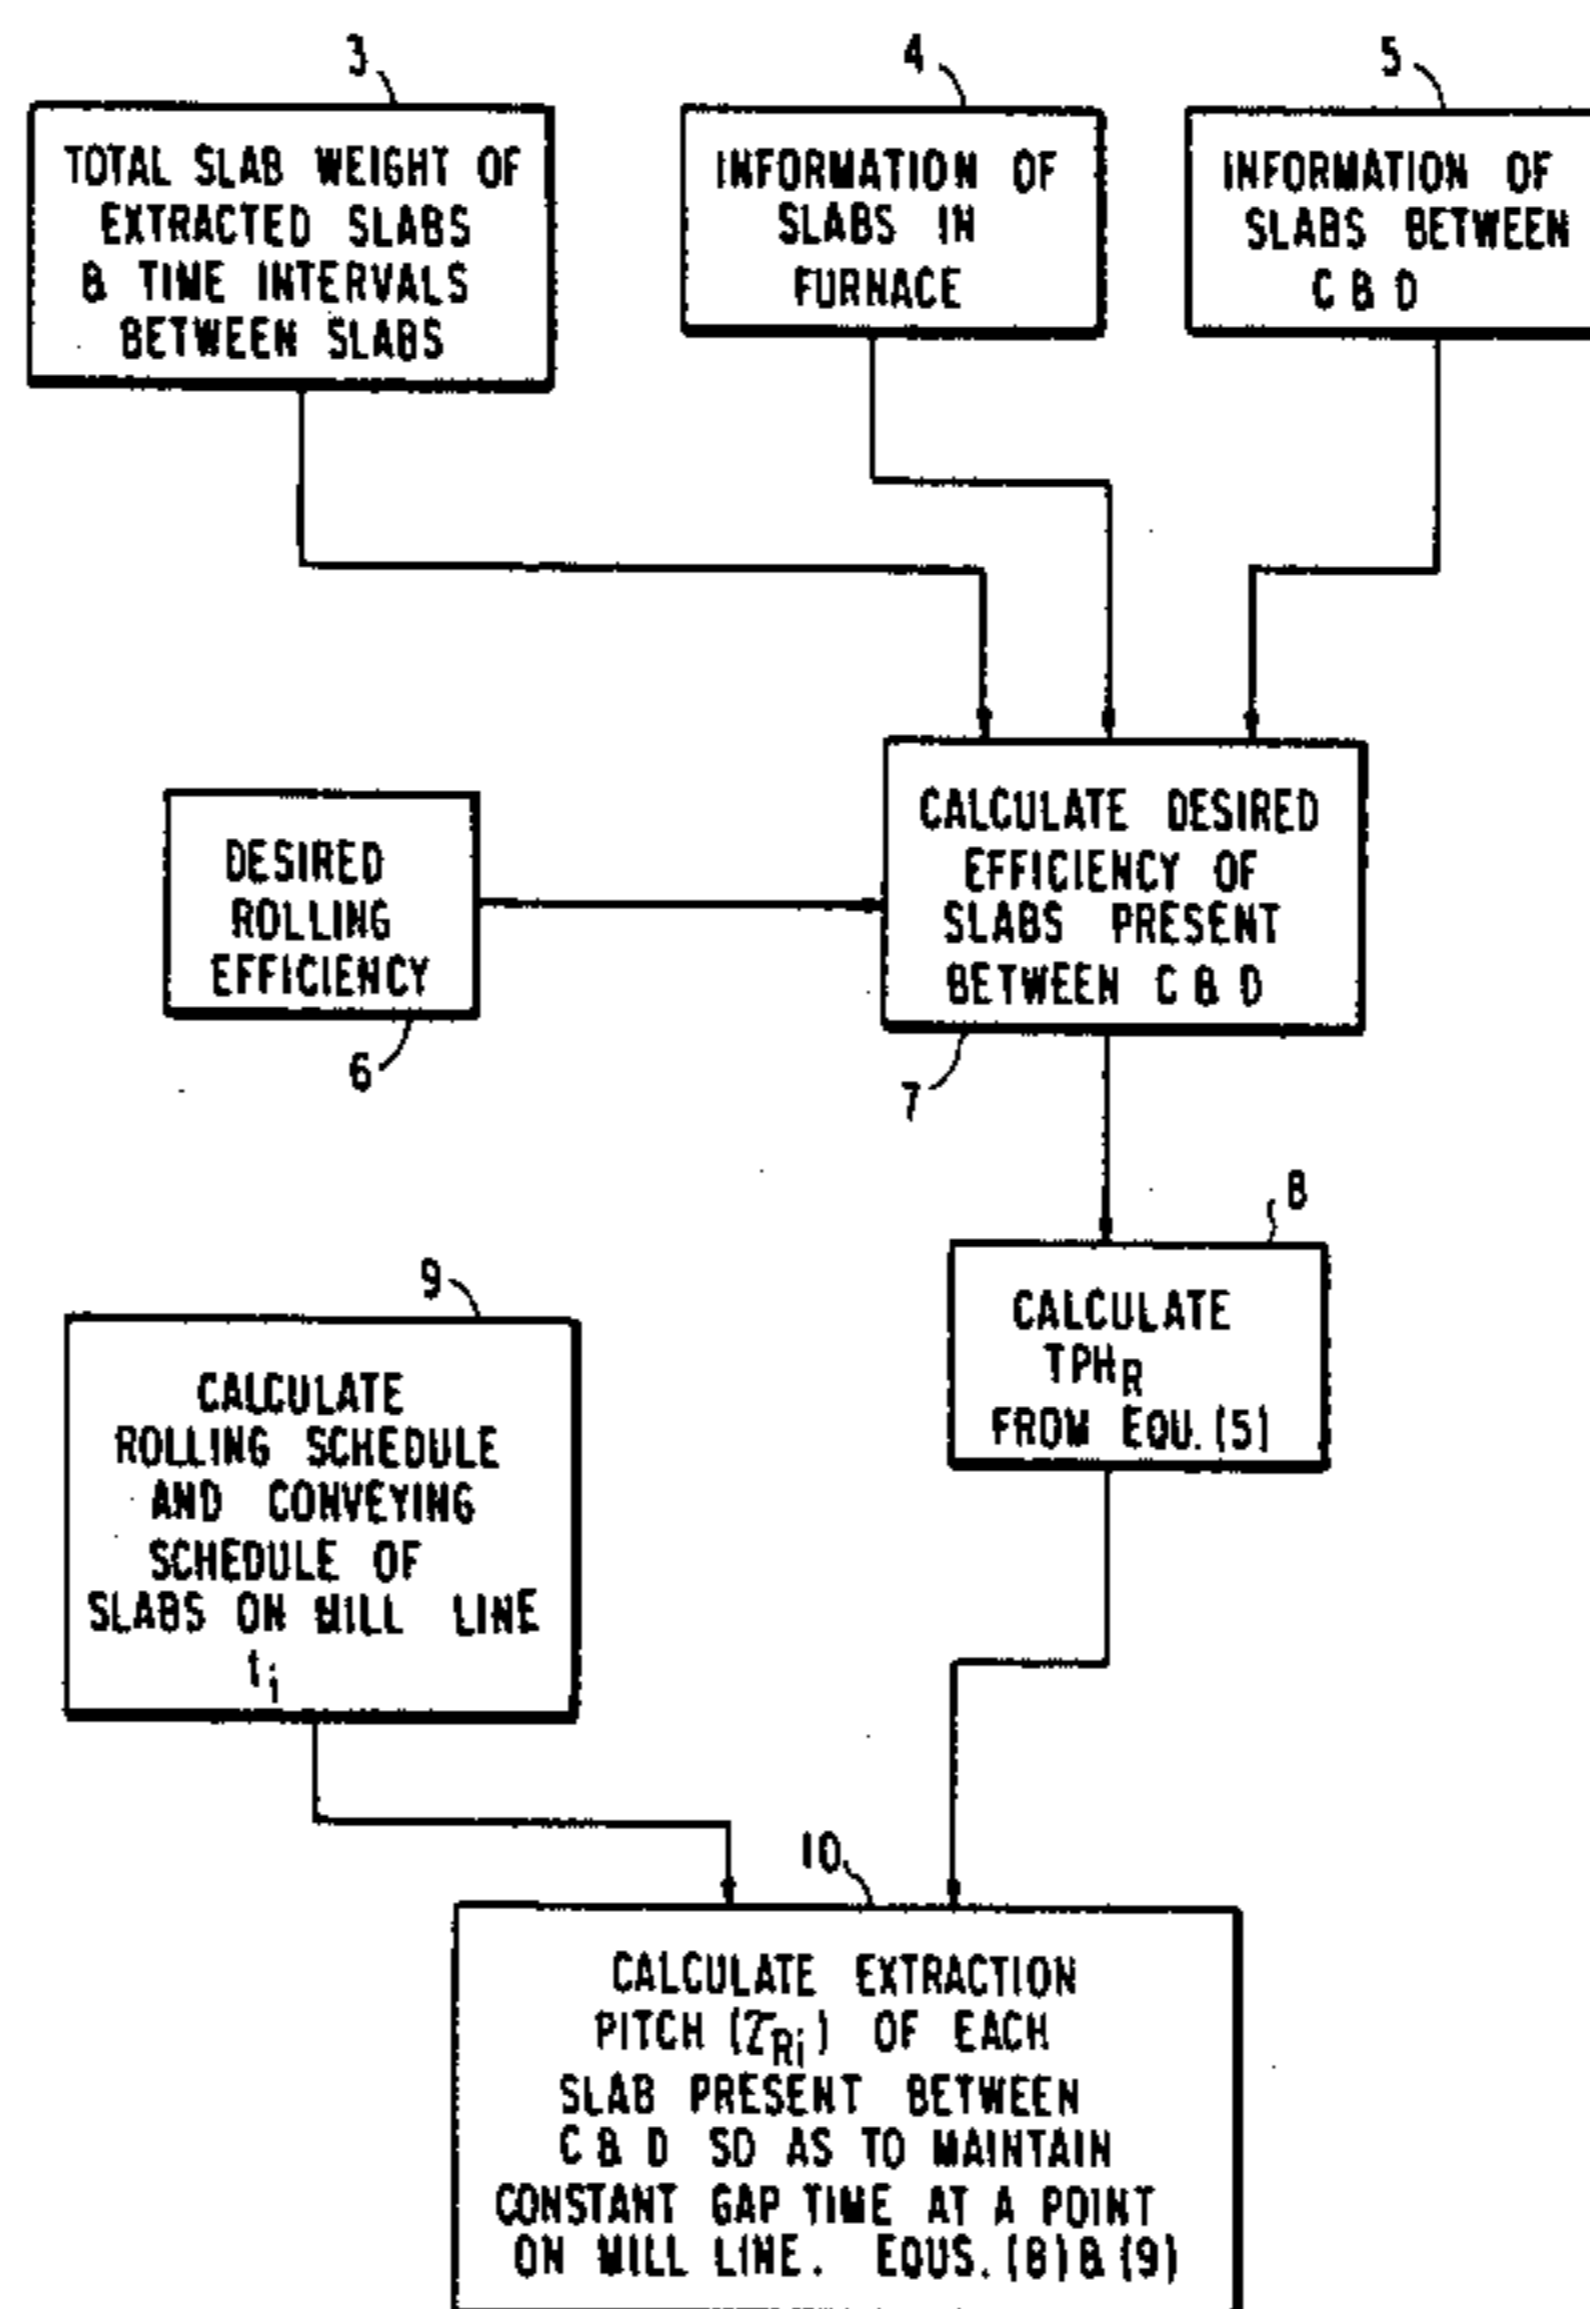 3
TOTAL SLAB WEIGHT OF
EXTRACTED SLABS
& TIME INTERVALS
BETWEEN SLABS
4
INFORMATION OF
SLABS IN
FURNACE
5
INFORMATION OF
SLABS BETWEEN
C & D
DESIRED
ROLLING
EFFICIENCY
6
CALCULATE DESIRED
EFFICIENCY OF
SLABS PRESENT
BETWEEN C & D
7
8
CALCULATE
TPH_R
FROM EQU. (5)
9
CALCULATE
ROLLING SCHEDULE
AND CONVEYING
SCHEDULE OF
SLABS ON MILL LINE
t_i
10
CALCULATE EXTRACTION
PITCH (τ_Ri) OF EACH
SLAB PRESENT BETWEEN
C & D SO AS TO MAINTAIN
CONSTANT GAP TIME AT A POINT
ON MILL LINE. EQUS. (8) & (9)